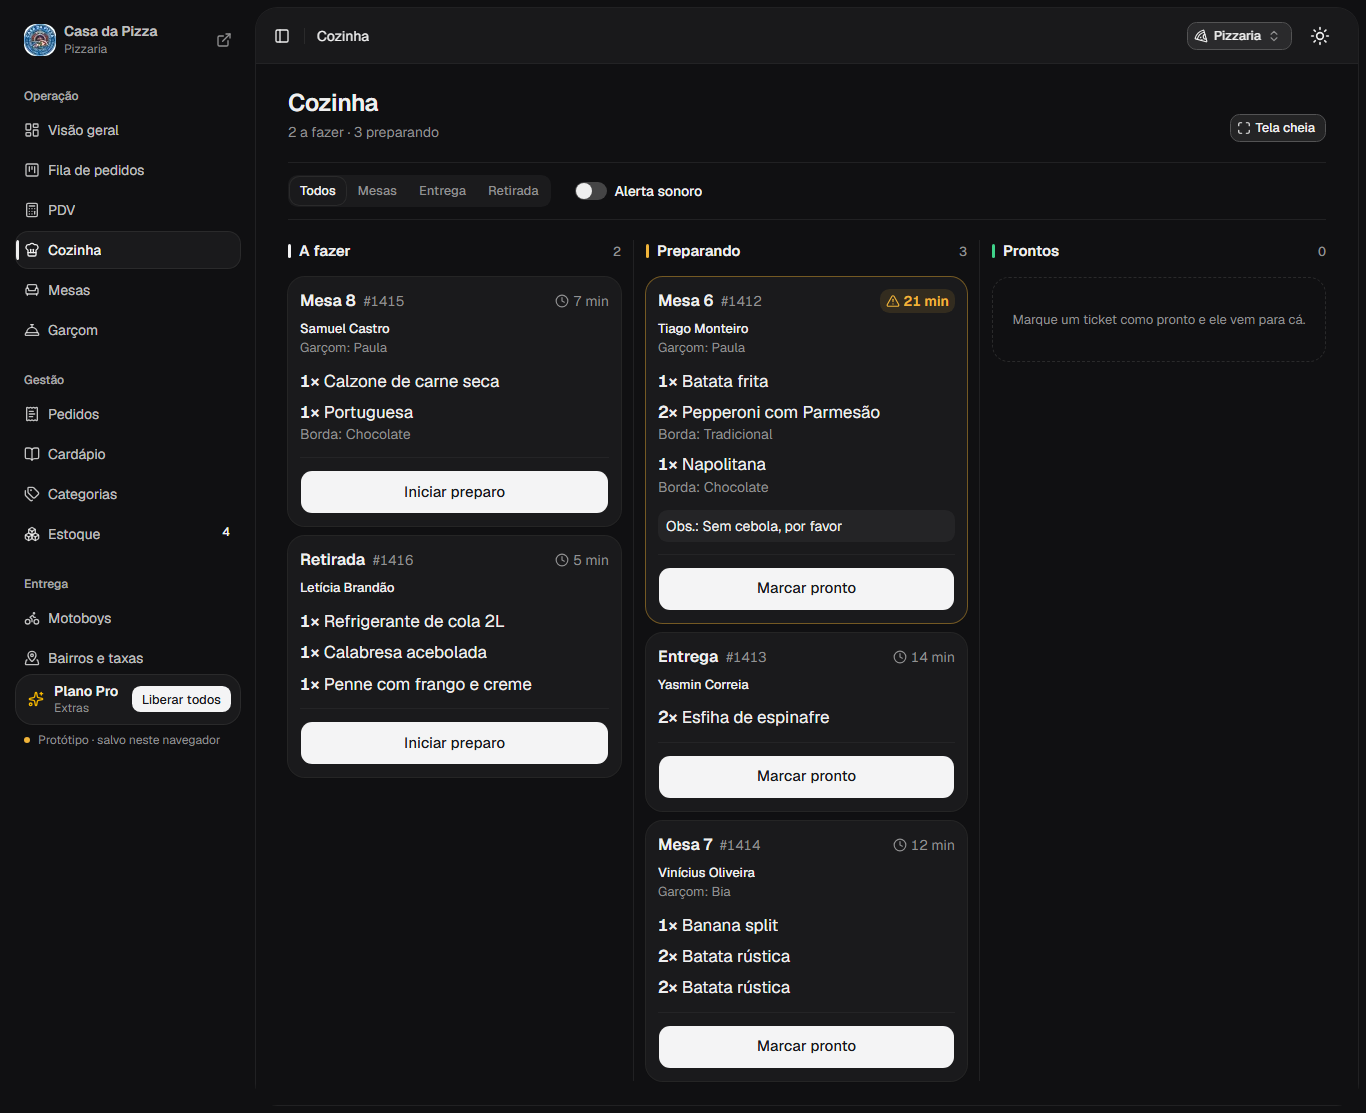 Casa da Pizza
Pizzaria
Operação
Visão geral
Fila de pedidos
PDV
Cozinha
Mesas
Garçom
Gestão
Pedidos
Cardápio
Categorias
Estoque 4
Entrega
Motoboys
Bairros e taxas
Plano Pro
Extras
Liberar todos
Protótipo · salvo neste navegador
Cozinha
Pizzaria
Cozinha
2 a fazer · 3 preparando
Tela cheia
Todos Mesas Entrega Retirada
Alerta sonoro
A fazer 2
Mesa 8 #1415 7 min
Samuel Castro
Garçom: Paula
1× Calzone de carne seca
1× Portuguesa
Borda: Chocolate
Iniciar preparo
Retirada #1416 5 min
Letícia Brandão
1× Refrigerante de cola 2L
1× Calabresa acebolada
1× Penne com frango e creme
Iniciar preparo
Preparando 3
Mesa 6 #1412 21 min
Tiago Monteiro
Garçom: Paula
1× Batata frita
2× Pepperoni com Parmesão
Borda: Tradicional
1× Napolitana
Borda: Chocolate
Obs.: Sem cebola, por favor
Marcar pronto
Entrega #1413 14 min
Yasmin Correia
2× Esfiha de espinafre
Marcar pronto
Mesa 7 #1414 12 min
Vinícius Oliveira
Garçom: Bia
1× Banana split
2× Batata rústica
2× Batata rústica
Marcar pronto
Prontos 0
Marque um ticket como pronto e ele vem para cá.